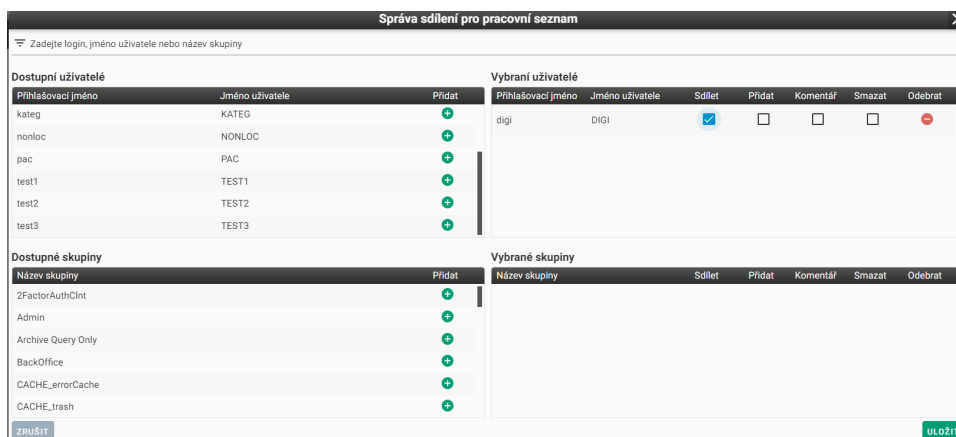 Správa sdílení pro pracovní seznam
Zadejte login, jméno uživatele nebo název skupiny
Dostupní uživatelé
Přihlašovací jméno Jméno uživatele Přidat
kateg KATEG
nonloc NONLOC
pac PAC
test1 TEST1
test2 TEST2
test3 TEST3
Vybraní uživatelé
Přihlašovací jméno Jméno uživatele Sdílet Přidat Komentář Smazat Odebrat
digi DIGI
Dostupné skupiny
Název skupiny Přidat
2FactorAuthClnt
Admin
Archive Query Only
BackOffice
CACHE_errorCache
CACHE_trash
Vybrané skupiny
Název skupiny Sdílet Přidat Komentář Smazat Odebrat
ZRUŠIT
ULOŽIT